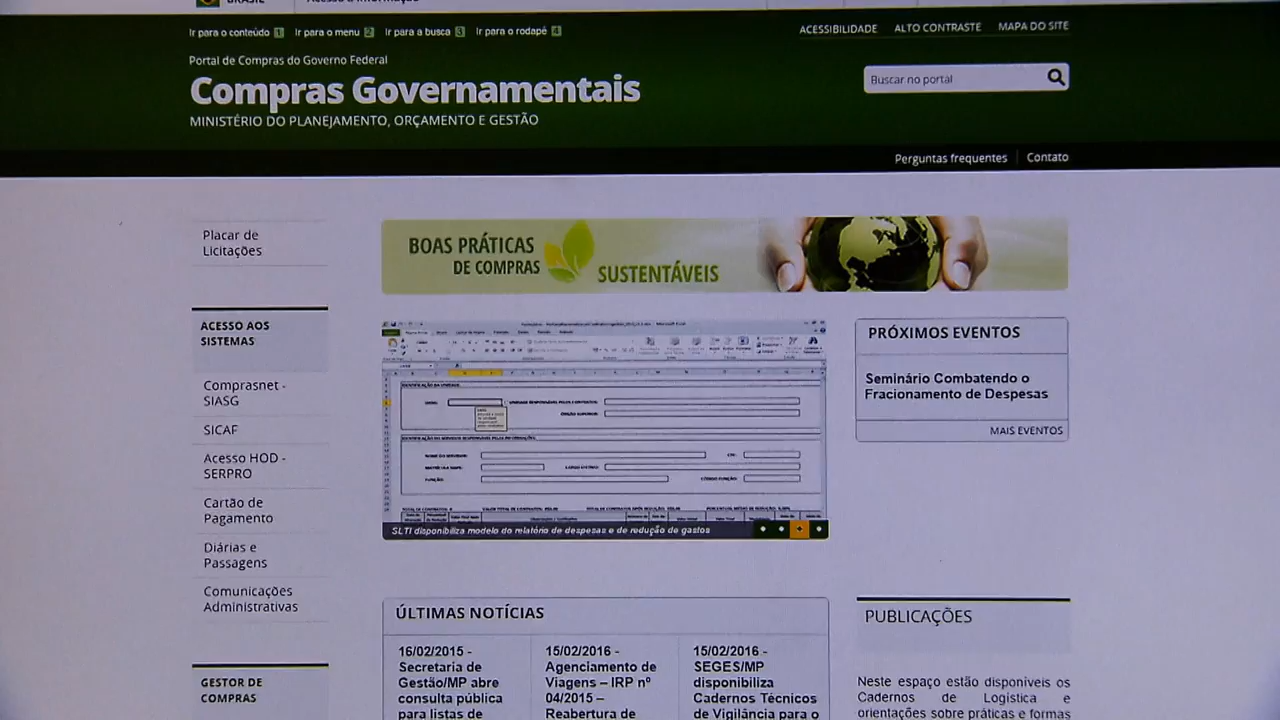 BRASIL
Ir para o conteúdo 1 Ir para o menu 2 Ir para a busca 3 Ir para o rodapé 4
ACESSIBILIDADE ALTO CONTRASTE MAPA DO SITE
Portal de Compras do Governo Federal
Compras Governamentais
MINISTÉRIO DO PLANEJAMENTO, ORÇAMENTO E GESTÃO
Buscar no portal
Perguntas frequentes Contato
Placar de
Licitações
ACESSO AOS
SISTEMAS
Comprasnet -
SIASG
SICAF
Acesso HOD -
SERPRO
Cartão de
Pagamento
Diárias e
Passagens
Comunicações
Administrativas
GESTOR DE
COMPRAS
BOAS PRÁTICAS
DE COMPRAS
SUSTENTÁVEIS
SLTI disponibiliza modelo do relatório de despesas e de redução de gastos
PRÓXIMOS EVENTOS
Seminário Combatendo o
Fracionamento de Despesas
MAIS EVENTOS
ÚLTIMAS NOTÍCIAS
16/02/2015 -
Secretaria de
Gestão/MP abre
consulta pública
para listas de
15/02/2016 -
Agenciamento de
Viagens – IRP nº
04/2015 –
Reabertura de
15/02/2016 -
SEGES/MP
disponibiliza
Cadernos Técnicos
de Vigilância para o
PUBLICAÇÕES
Neste espaço estão disponíveis os
Cadernos de Logística e
orientações sobre práticas e formas